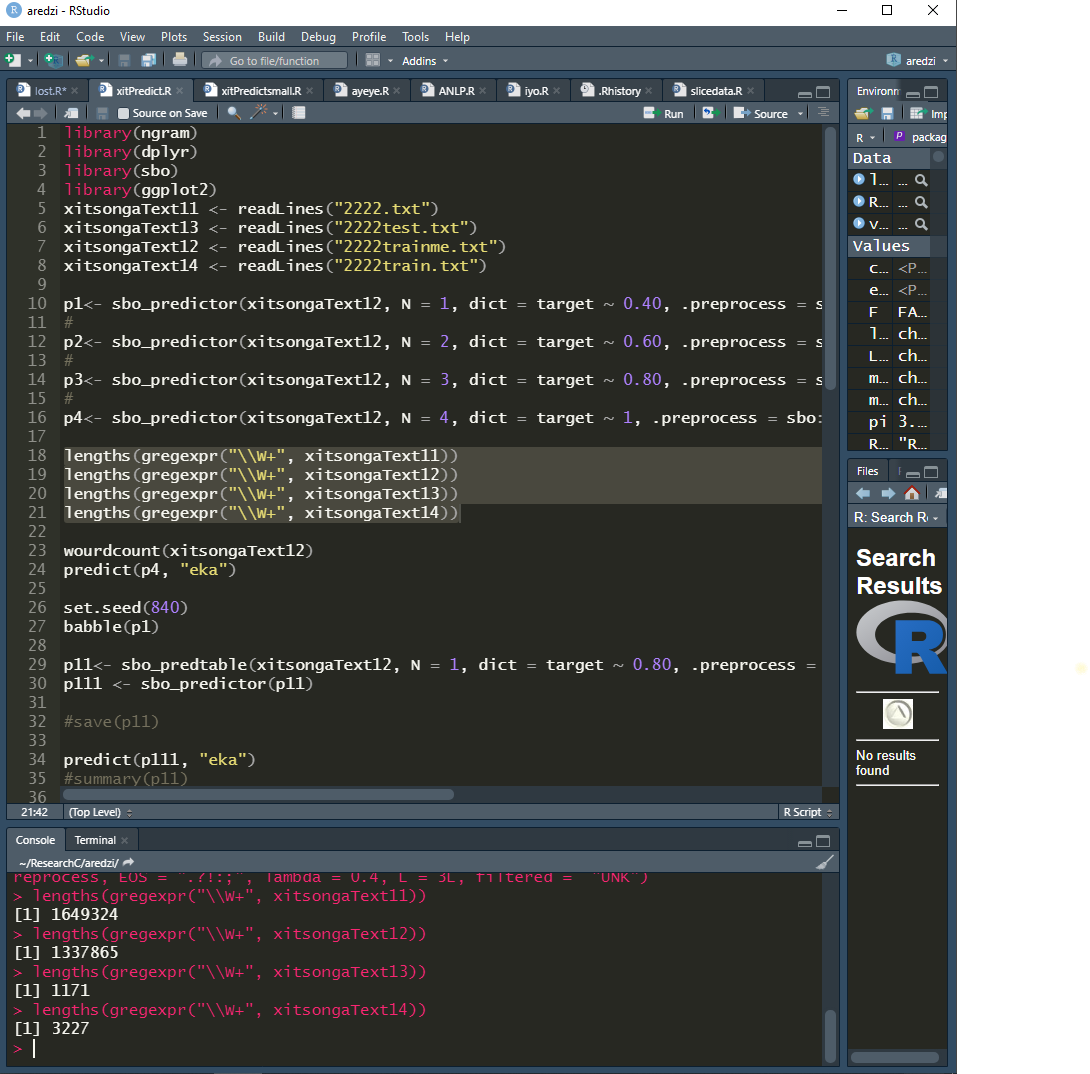 aredzi - RStudio
File Edit Code View Plots Session Build Debug Profile Tools Help
Go to file/function Addins aredzi
lost.R* xitPredict.R xitPredictsmall.R ayeye.R ANLP.R iyo.R .Rhistory slicedata.R
Source on Save Run Source
1 library(ngram)
2 library(dplyr)
3 library(sbo)
4 library(ggplot2)
5 xitsongaText11 <- readLines("2222.txt")
6 xitsongaText13 <- readLines("2222test.txt")
7 xitsongaText12 <- readLines("2222trainme.txt")
8 xitsongaText14 <- readLines("2222train.txt")
9
10 p1<- sbo_predictor(xitsongaText12, N = 1, dict = target ~ 0.40, .preprocess = s
11 #
12 p2<- sbo_predictor(xitsongaText12, N = 2, dict = target ~ 0.60, .preprocess = s
13 #
14 p3<- sbo_predictor(xitsongaText12, N = 3, dict = target ~ 0.80, .preprocess = s
15 #
16 p4<- sbo_predictor(xitsongaText12, N = 4, dict = target ~ 1, .preprocess = sbo:
17
18 lengths(gregexpr("\\W+", xitsongaText11))
19 lengths(gregexpr("\\W+", xitsongaText12))
20 lengths(gregexpr("\\W+", xitsongaText13))
21 lengths(gregexpr("\\W+", xitsongaText14))
22
23 wourdcount(xitsongaText12)
24 predict(p4, "eka")
25
26 set.seed(840)
27 babble(p1)
28
29 p11<- sbo_predtable(xitsongaText12, N = 1, dict = target ~ 0.80, .preprocess =
30 p111 <- sbo_predictor(p11)
31
32 #save(p11)
33
34 predict(p111, "eka")
35 #summary(p11)
36
21:42 (Top Level) R Script
Console Terminal
~/ResearchC/aredzi/
reprocess, EOS = ".?!:;", lambda = 0.4, L = 3L, filtered = "UNK")
> lengths(gregexpr("\\W+", xitsongaText11))
[1] 1649324
> lengths(gregexpr("\\W+", xitsongaText12))
[1] 1337865
> lengths(gregexpr("\\W+", xitsongaText13))
[1] 1171
> lengths(gregexpr("\\W+", xitsongaText14))
[1] 3227
>
Environr
Imp
R packag
Data
l... ...
R... ...
v... ...
Values
c... <P...
e... <P...
F FA...
l... ch...
L... ch...
m... ch...
m... ch...
pi 3....
R... "R...
Files
R: Search R
Search
Results
R
No results
found